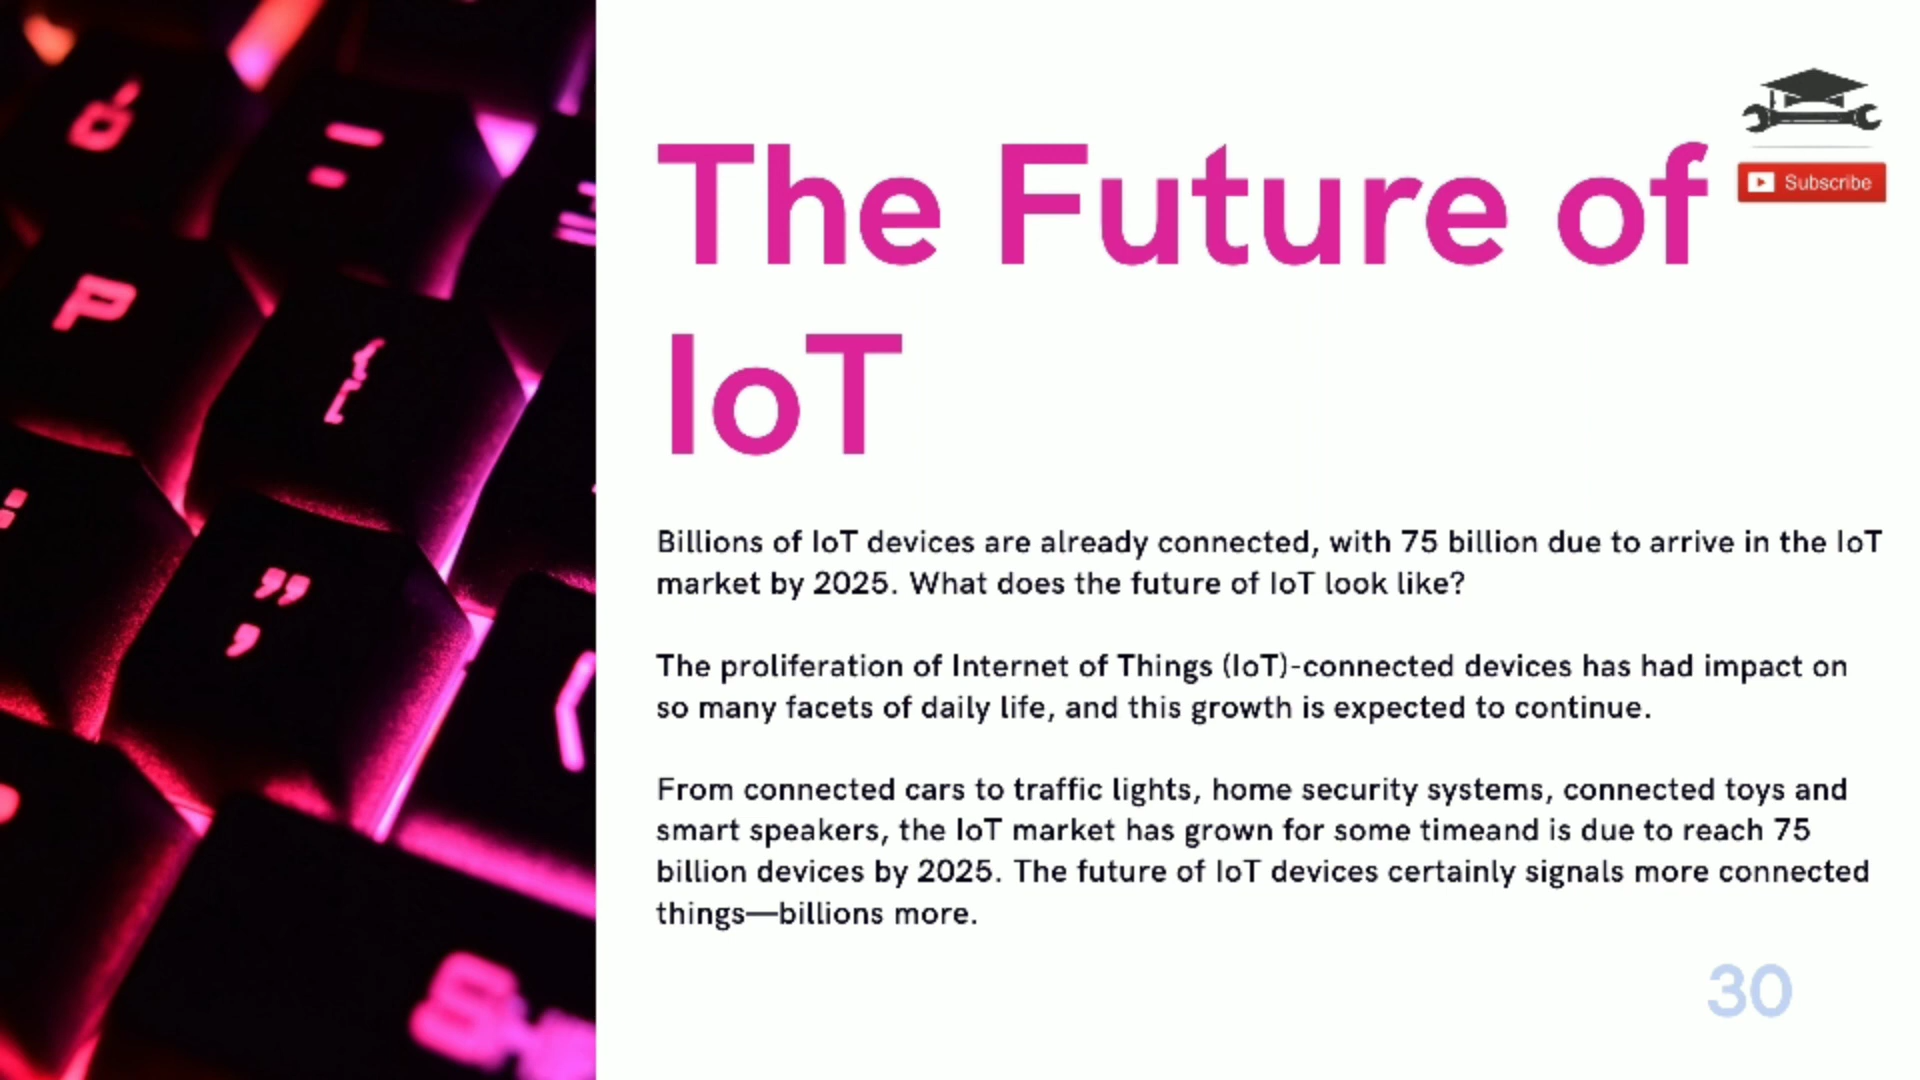 The Future of
IoT
Subscribe
Billions of IoT devices are already connected, with 75 billion due to arrive in the IoT
market by 2025. What does the future of IoT look like?
The proliferation of Internet of Things (IoT)-connected devices has had impact on
so many facets of daily life, and this growth is expected to continue.
From connected cars to traffic lights, home security systems, connected toys and
smart speakers, the IoT market has grown for some timeand is due to reach 75
billion devices by 2025. The future of IoT devices certainly signals more connected
things—billions more.
30
P